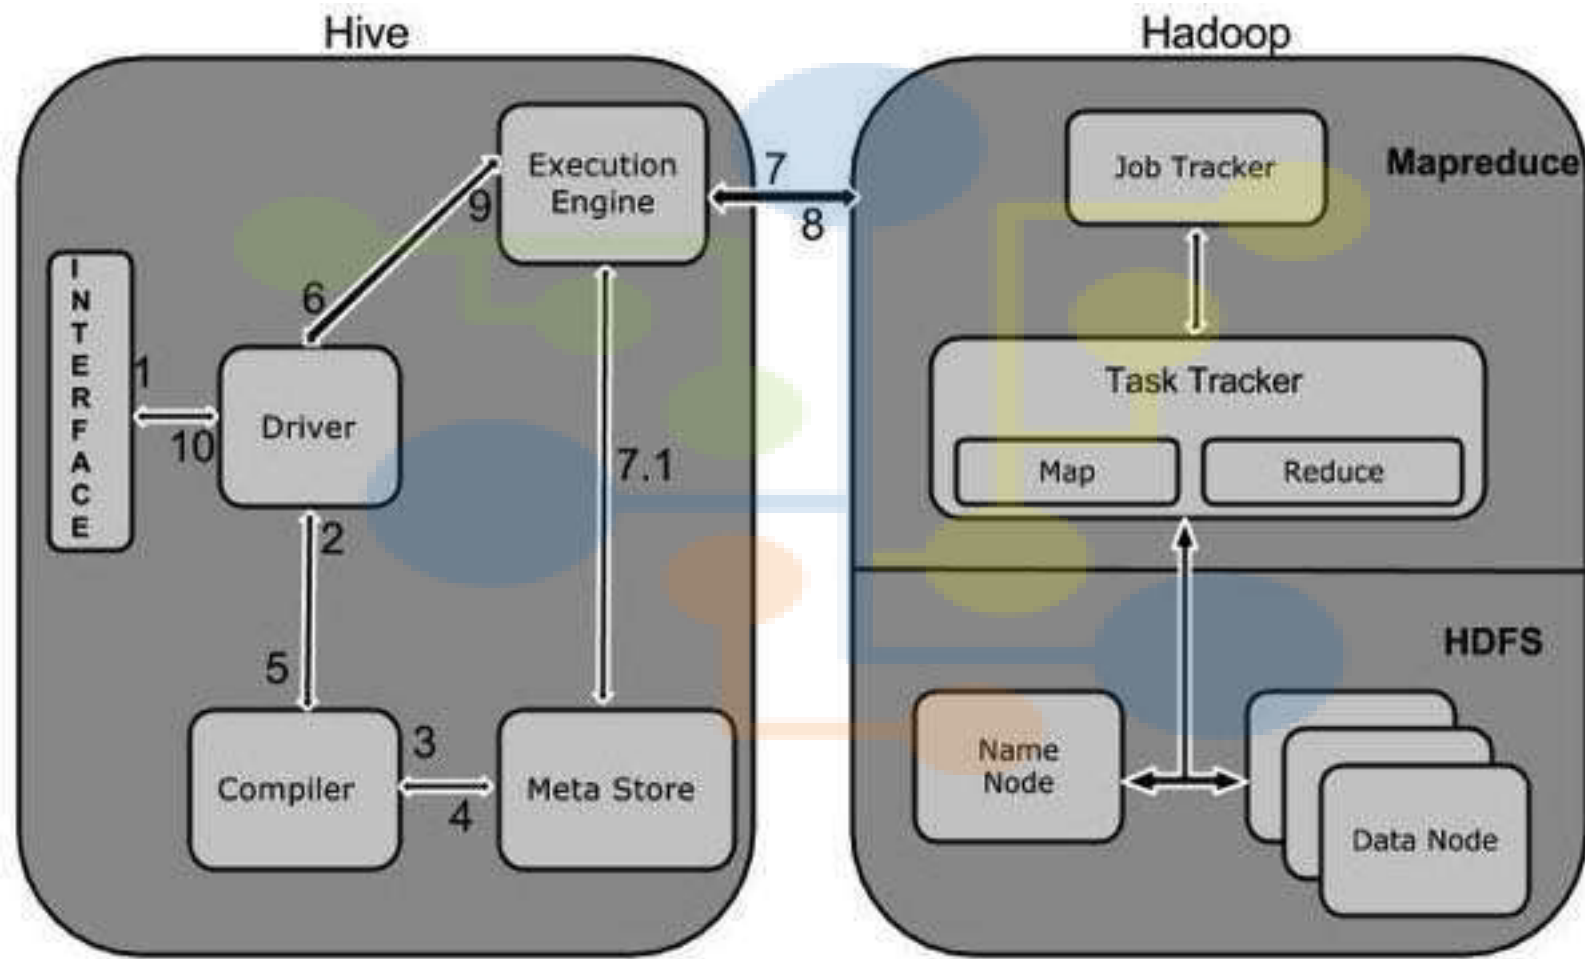 Hive
Hadoop
Execution
Engine
7
8
Job Tracker
Mapreduce
9
6
I
N
T
E
R
F
A
C
E
1
10
Driver
7.1
Task Tracker
Map
Reduce
2
5
HDFS
Compiler
3
4
Meta Store
Name
Node
Data Node